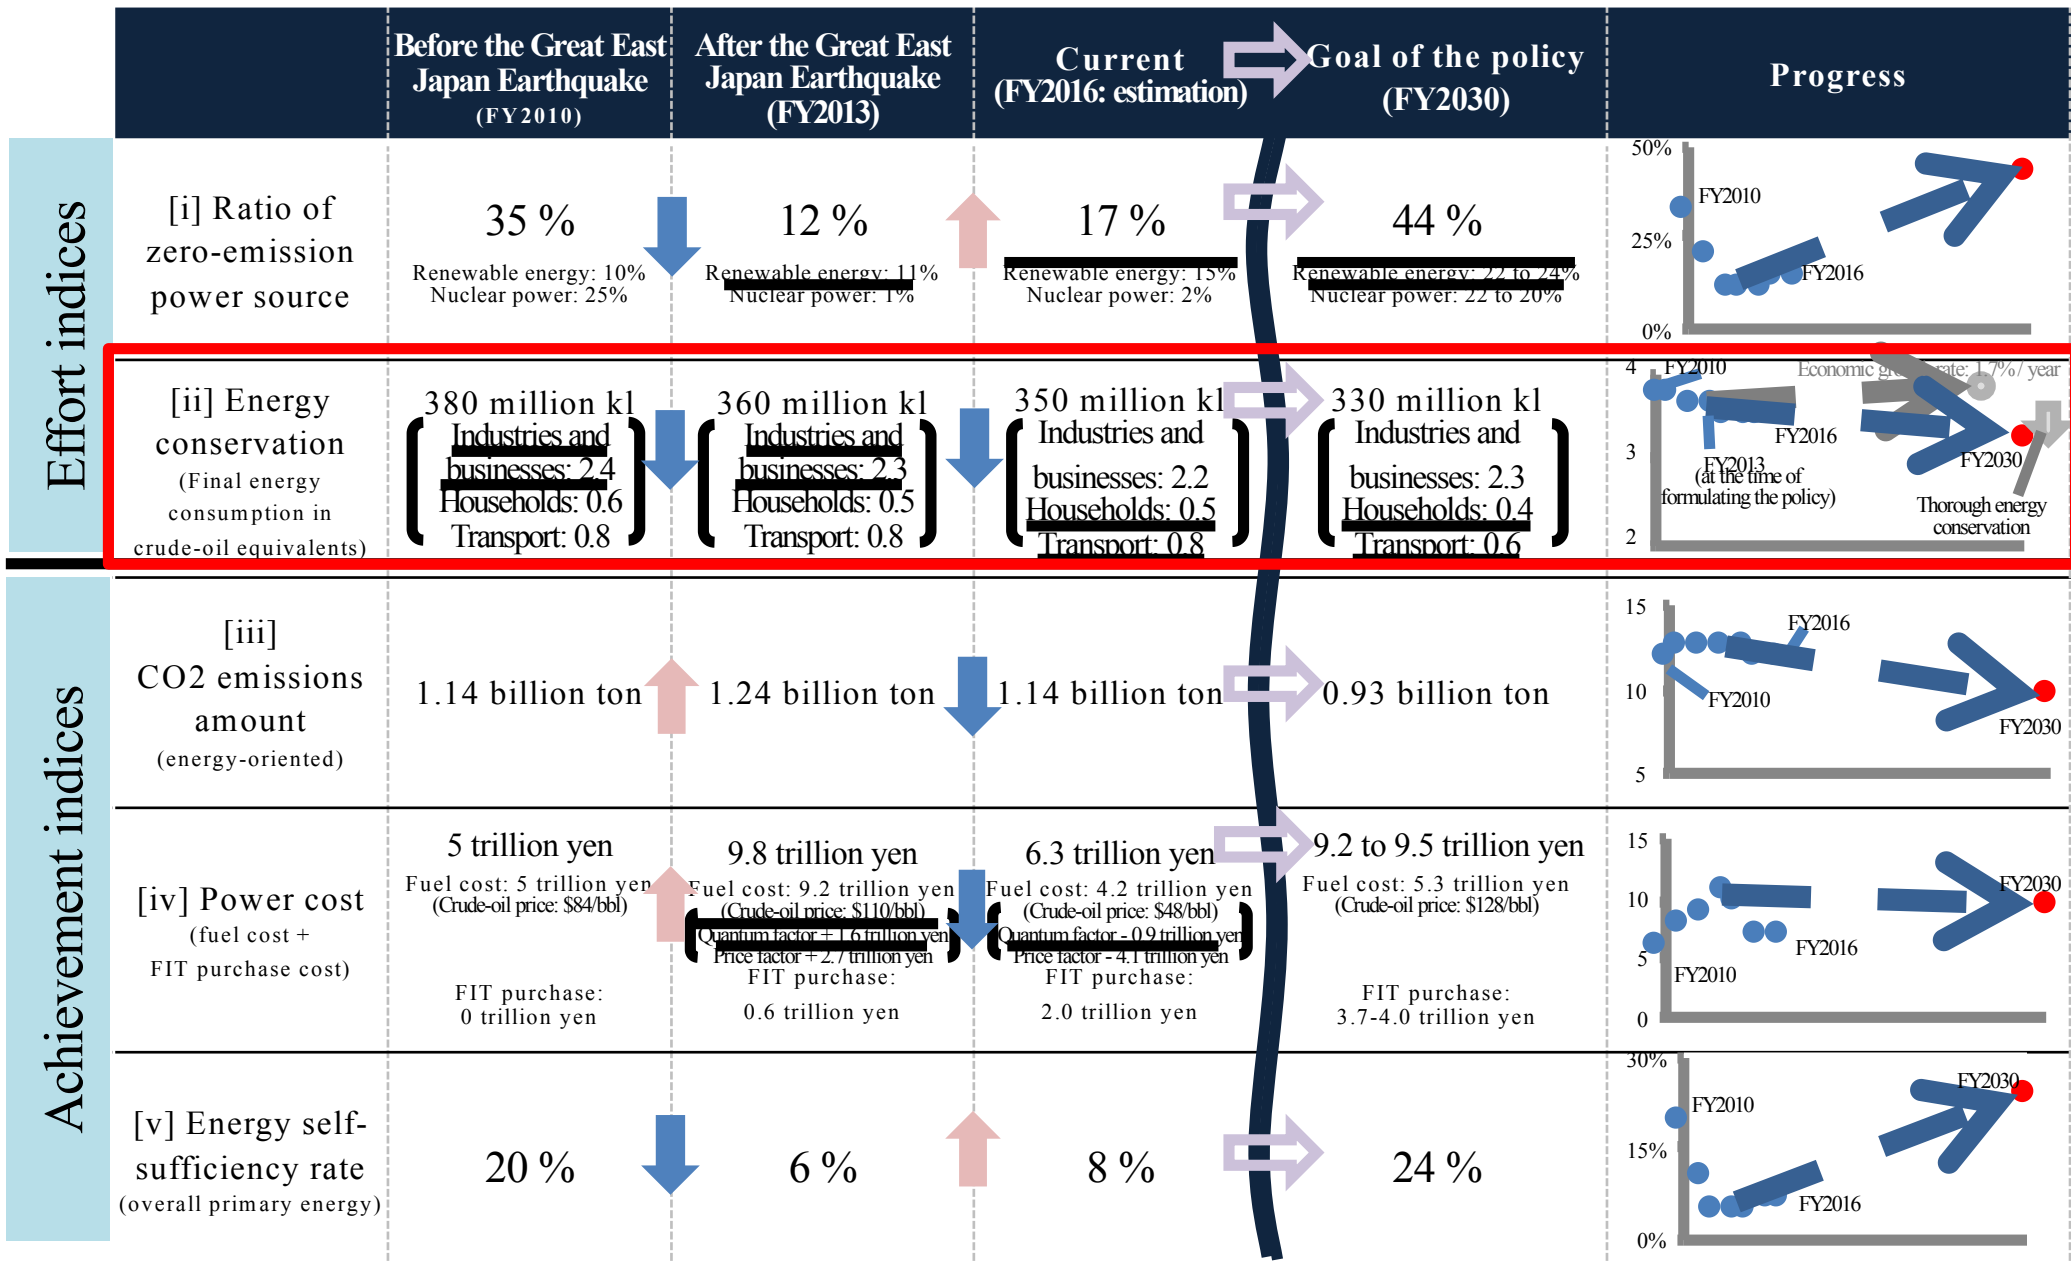 Before the Great East
Japan Earthquake
(FY2010)
After the Great East
Japan Earthquake
(FY2013)
Current
(FY2016: estimation)
Goal of the policy
(FY2030)
Progress
Effort indices
[i] Ratio of
zero-emission
power source
35 %
Renewable energy: 10%
Nuclear power: 25%
12 %
Renewable energy: 11%
Nuclear power: 1%
17 %
Renewable energy: 15%
Nuclear power: 2%
44 %
Renewable energy: 22 to 24%
Nuclear power: 22 to 20%
50%
25%
0%
FY2010
FY2016
[ii] Energy
conservation
(Final energy
consumption in
crude-oil equivalents)
380 million kl
Industries and
businesses: 2.4
Households: 0.6
Transport: 0.8
360 million kl
Industries and
businesses: 2.3
Households: 0.5
Transport: 0.8
350 million kl
Industries and
businesses: 2.2
Households: 0.5
Transport: 0.8
330 million kl
Industries and
businesses: 2.3
Households: 0.4
Transport: 0.6
4
3
2
FY2010
Economic growth rate: 1.7% / year
FY2016
FY2013
(at the time of
formulating the policy)
FY2030
Thorough energy
conservation
Achievement indices
[iii]
CO2 emissions
amount
(energy-oriented)
1.14 billion ton
1.24 billion ton
1.14 billion ton
0.93 billion ton
15
10
5
FY2016
FY2010
FY2030
[iv] Power cost
(fuel cost +
FIT purchase cost)
5 trillion yen
Fuel cost: 5 trillion yen
(Crude-oil price: $84/bbl)
FIT purchase:
0 trillion yen
9.8 trillion yen
Fuel cost: 9.2 trillion yen
(Crude-oil price: $110/bbl)
Quantum factor + 1.6 trillion yen
Price factor + 2.7 trillion yen
FIT purchase:
0.6 trillion yen
6.3 trillion yen
Fuel cost: 4.2 trillion yen
(Crude-oil price: $48/bbl)
Quantum factor - 0.9 trillion yen
Price factor - 4.1 trillion yen
FIT purchase:
2.0 trillion yen
9.2 to 9.5 trillion yen
Fuel cost: 5.3 trillion yen
(Crude-oil price: $128/bbl)
FIT purchase:
3.7-4.0 trillion yen
15
10
5
0
FY2010
FY2016
FY2030
[v] Energy self-
sufficiency rate
(overall primary energy)
20 %
6 %
8 %
24 %
30%
15%
0%
FY2010
FY2016
FY2030